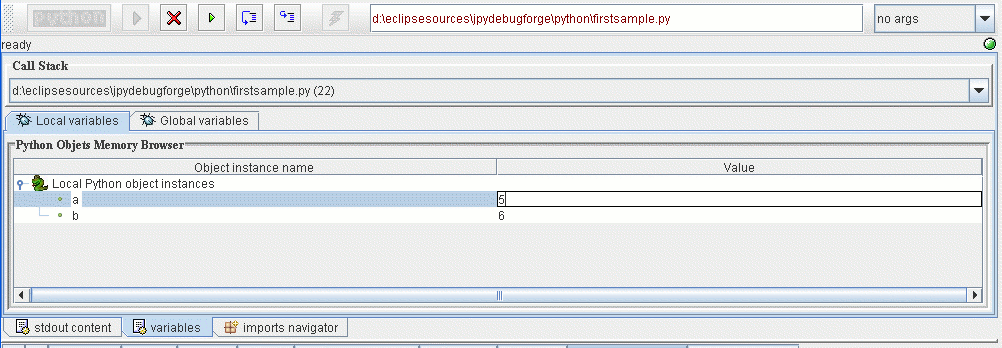 python
d:\eclipsesources\jpydebugforge\python\firstsample.py
no args
ready
Call Stack
d:\eclipsesources\jpydebugforge\python\firstsample.py (22)
Local variables
Global variables
Python Objets Memory Browser
Object instance name
Value
Local Python object instances
a
5
b
6
stdout content
variables
imports navigator